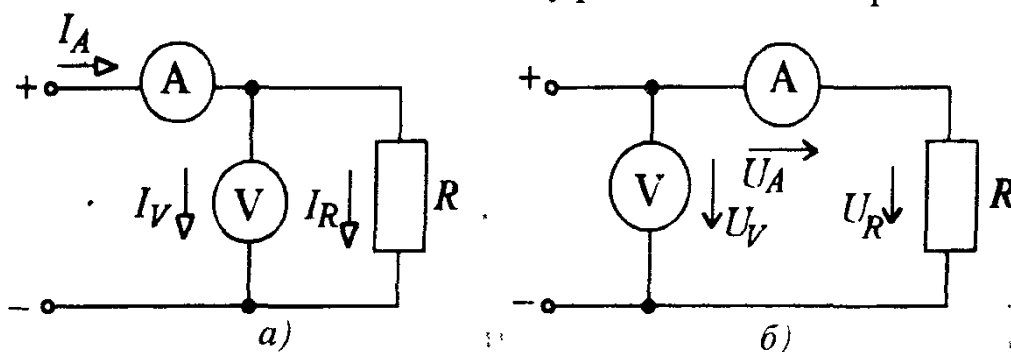 I_A
+ A
I_V V I_R R
−
а)
+ A
V U_A
U_V U_R R
−
б)